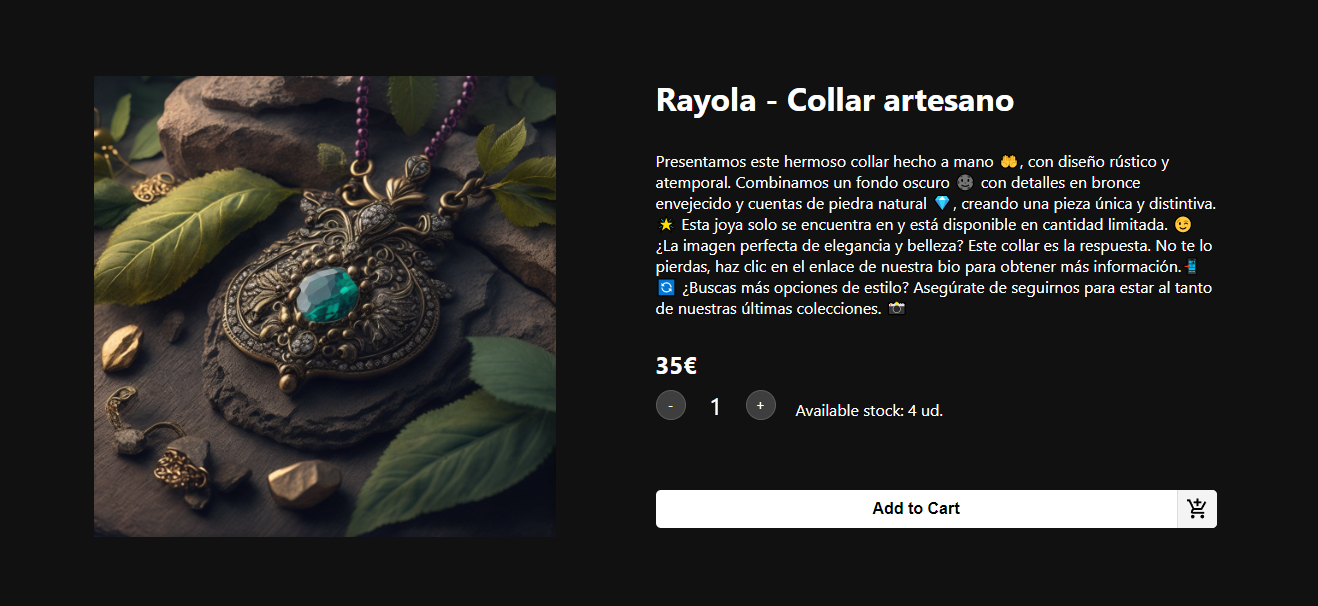 Rayola - Collar artesano
Presentamos este hermoso collar hecho a mano 🤲, con diseño rústico y
atemporal. Combinamos un fondo oscuro 🌚 con detalles en bronce
envejecido y cuentas de piedra natural 💎, creando una pieza única y distintiva.
🌟 Esta joya solo se encuentra en y está disponible en cantidad limitada. 😉
¿La imagen perfecta de elegancia y belleza? Este collar es la respuesta. No te lo
pierdas, haz clic en el enlace de nuestra bio para obtener más información.📲
🔄 ¿Buscas más opciones de estilo? Asegúrate de seguirnos para estar al tanto
de nuestras últimas colecciones. 📸
35€
- 1 + Available stock: 4 ud.
Add to Cart